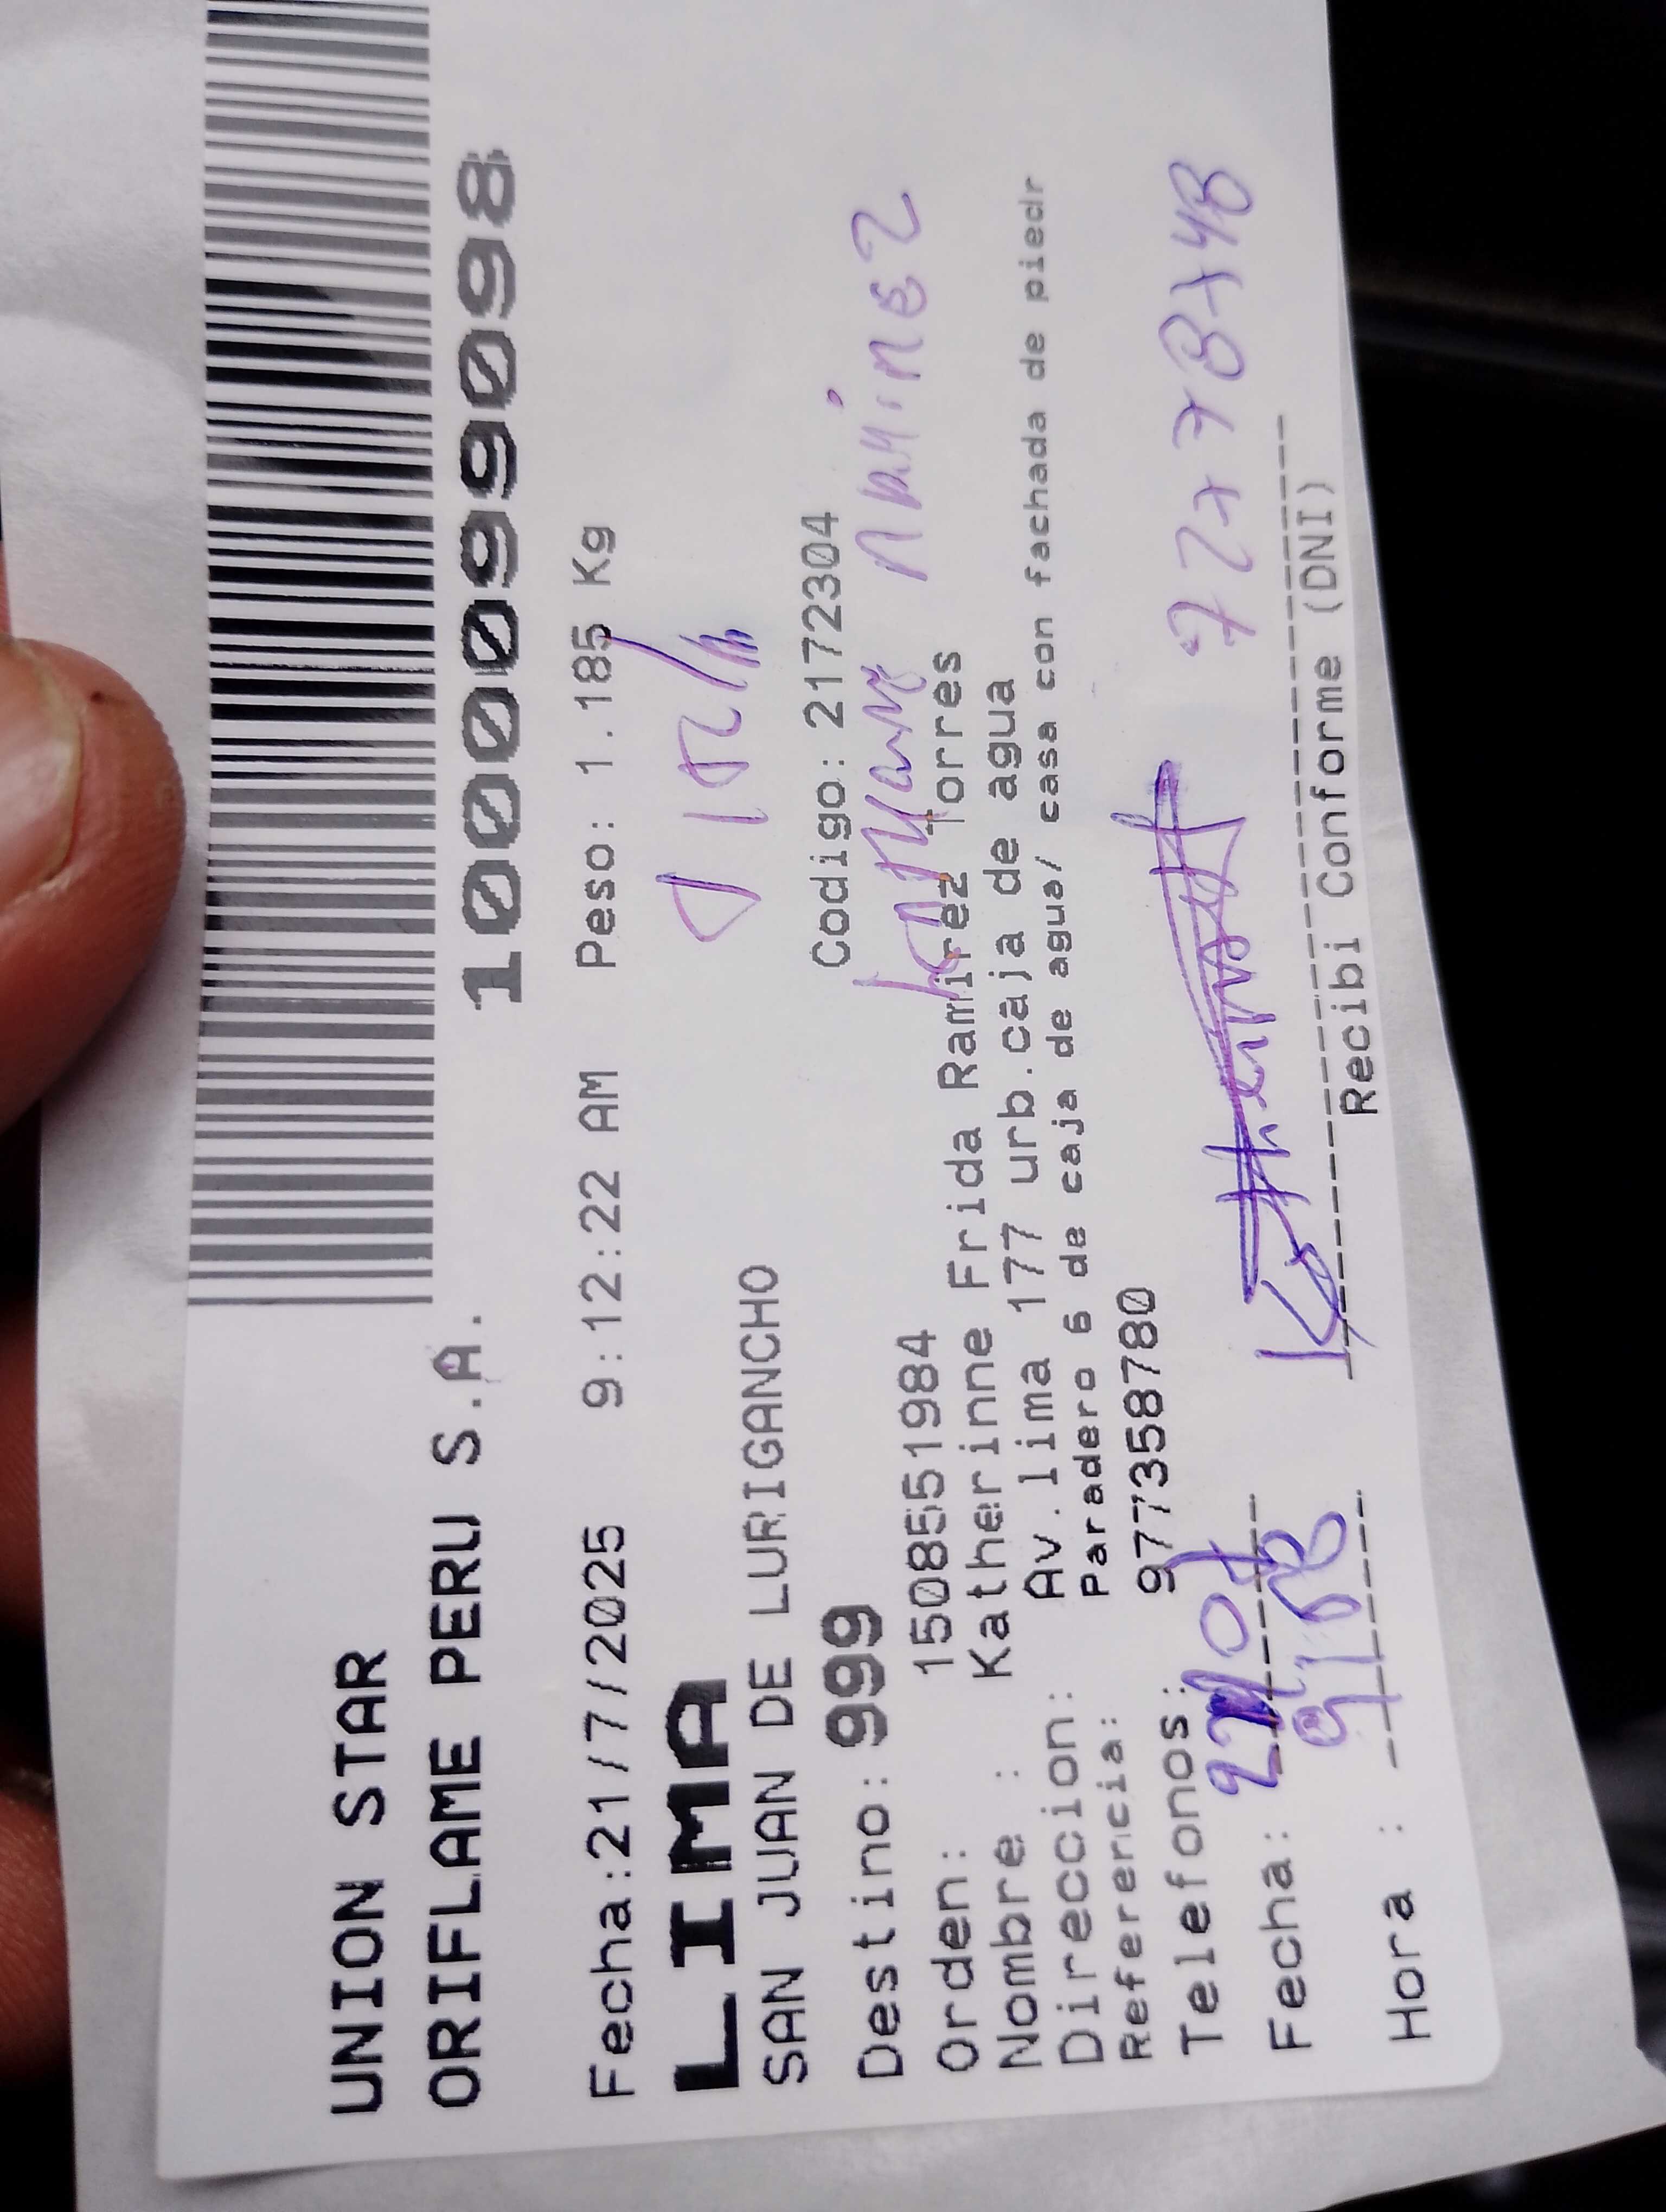 UNION STAR
ORIFLAME PERU S.A. 10009990098
Fecha:21/7/2025 9:12:22 AM Peso: 1.185 Kg
LIMA
SAN JUAN DE LURIGANCHO
Destino: 999 Codigo: 2172304
Orden: 1508551984
Nombre : Katherinne Frida Ramirez Torres
Direccion: Av.lima 177 urb.caja de agua
Referencia: Paradero 6 de caja de agua/ casa con fachada de piedr
Telefonos: 977358780
Fecha:
Hora :
Recibi Conforme (DNI)